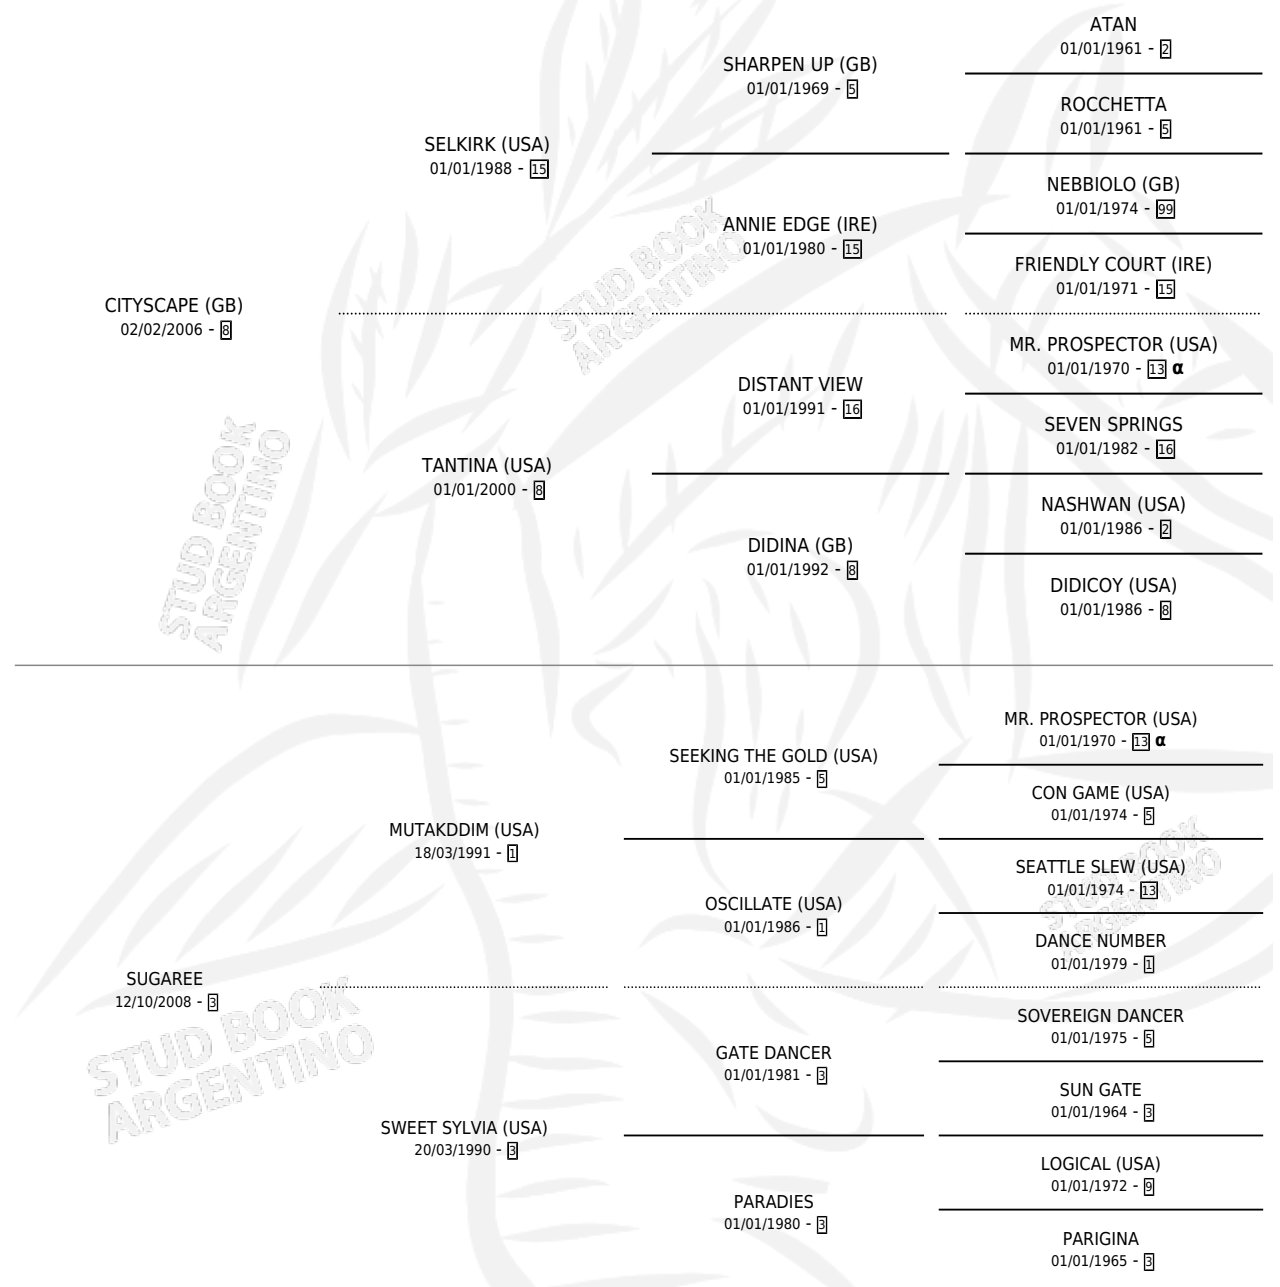 ATAN
01/01/1961 - 2
SHARPEN UP (GB)
01/01/1969 - 5
ROCCHETTA
01/01/1961 - 5
SELKIRK (USA)
01/01/1988 - 15
NEBBIOLO (GB)
01/01/1974 - 99
ANNIE EDGE (IRE)
01/01/1980 - 15
FRIENDLY COURT (IRE)
01/01/1971 - 15
CITYSCAPE (GB)
02/02/2006 - 8
MR. PROSPECTOR (USA)
01/01/1970 - 13 α
DISTANT VIEW
01/01/1991 - 16
SEVEN SPRINGS
01/01/1982 - 16
TANTINA (USA)
01/01/2000 - 8
NASHWAN (USA)
01/01/1986 - 2
DIDINA (GB)
01/01/1992 - 8
DIDICOY (USA)
01/01/1986 - 8
MR. PROSPECTOR (USA)
01/01/1970 - 13 α
SEEKING THE GOLD (USA)
01/01/1985 - 5
CON GAME (USA)
01/01/1974 - 5
MUTAKDDIM (USA)
18/03/1991 - 1
SEATTLE SLEW (USA)
01/01/1974 - 13
OSCILLATE (USA)
01/01/1986 - 1
DANCE NUMBER
01/01/1979 - 1
SUGAREE
12/10/2008 - 3
SOVEREIGN DANCER
01/01/1975 - 5
GATE DANCER
01/01/1981 - 3
SUN GATE
01/01/1964 - 3
SWEET SYLVIA (USA)
20/03/1990 - 3
LOGICAL (USA)
01/01/1972 - 9
PARADIES
01/01/1980 - 3
PARIGINA
01/01/1965 - 3
STUD BOOK
ARGENTINO
STUD BOOK
ARGENTINO
STUD BOOK
ARGENTINO
STUD BOOK
ARGENTINO